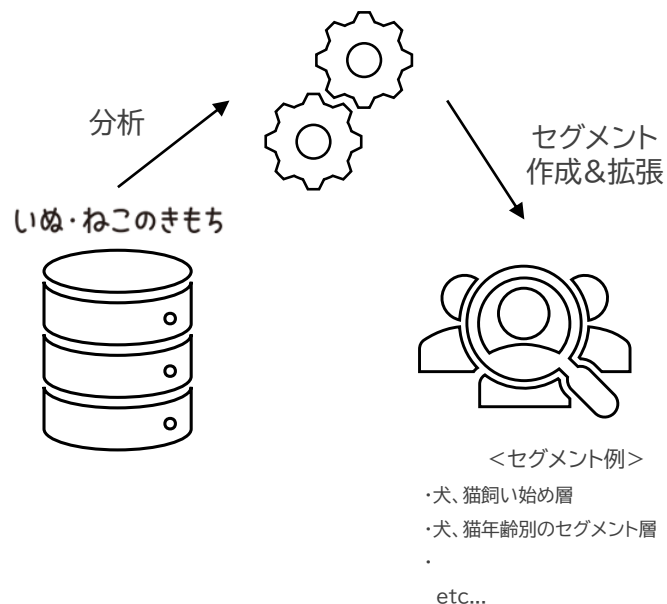 分析
セグメント
作成&拡張
いぬ・ねこのきもち
＜セグメント例＞
・犬、猫飼い始め層
・犬、猫年齢別のセグメント層
・
etc...